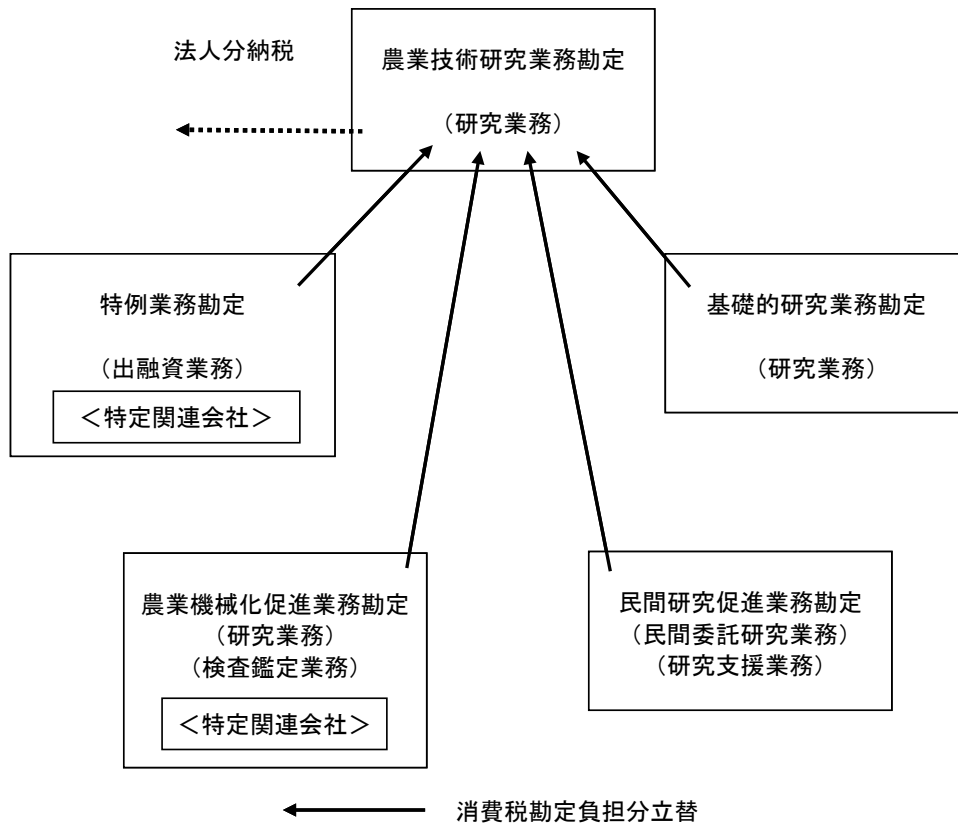 法人分納税
農業技術研究業務勘定
（研究業務）
特例業務勘定
（出融資業務）
＜特定関連会社＞
基礎的研究業務勘定
（研究業務）
農業機械化促進業務勘定
（研究業務）
（検査鑑定業務）
＜特定関連会社＞
民間研究促進業務勘定
（民間委託研究業務）
（研究支援業務）
消費税勘定負担分立替